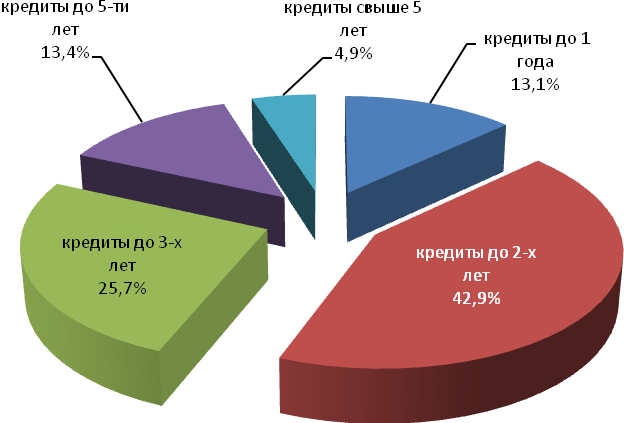 кредиты до 5-ти
лет
13,4%
кредиты свыше 5
лет
4,9%
кредиты до 1
года
13,1%
кредиты до 3-х
лет
25,7%
кредиты до 2-х
лет
42,9%